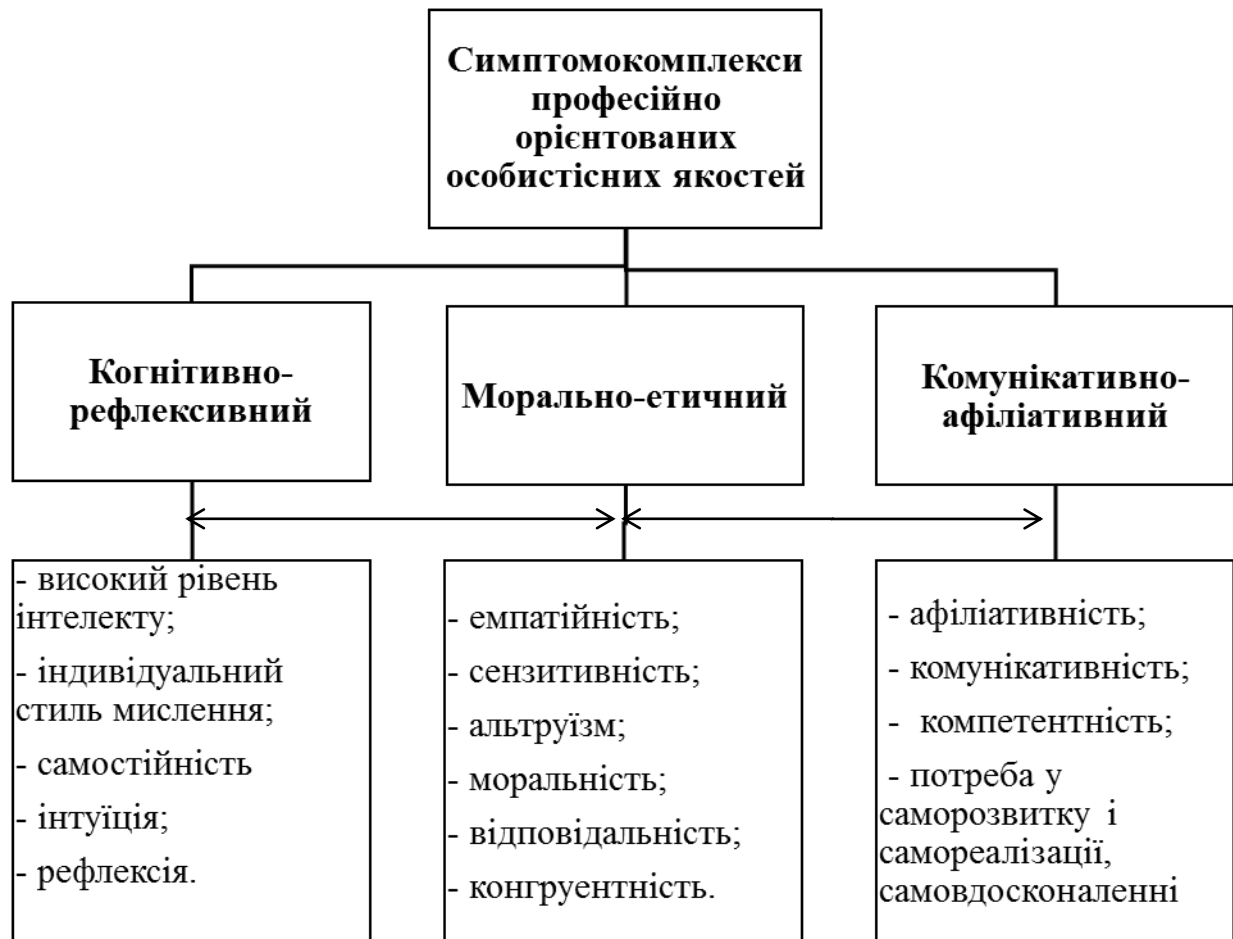 Симптомокомплекси
професійно
орієнтованих
особистісних якостей
Когнітивно-
рефлексивний
Морально-етичний
Комунікативно-
афіліативний
- високий рівень
інтелекту;
- індивідуальний
стиль мислення;
- самостійність
- інтуїція;
- рефлексія.
- емпатійність;
- сензитивність;
- альтруїзм;
- моральність;
- відповідальність;
- конгруентність.
- афіліативність;
- комунікативність;
- компетентність;
- потреба у
саморозвитку і
самореалізації,
самовдосконаленні